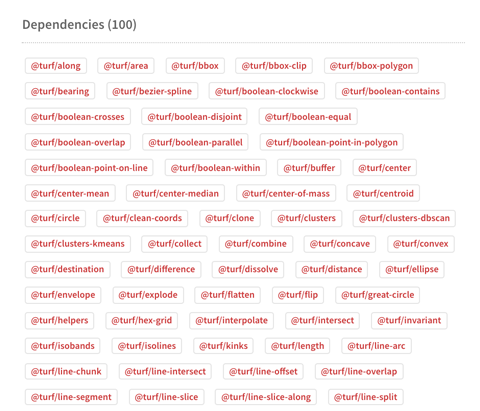 Dependencies (100)
@turf/along @turf/area @turf/bbox @turf/bbox-clip @turf/bbox-polygon
@turf/bearing @turf/bezier-spline @turf/boolean-clockwise @turf/boolean-contains
@turf/boolean-crosses @turf/boolean-disjoint @turf/boolean-equal
@turf/boolean-overlap @turf/boolean-parallel @turf/boolean-point-in-polygon
@turf/boolean-point-on-line @turf/boolean-within @turf/buffer @turf/center
@turf/center-mean @turf/center-median @turf/center-of-mass @turf/centroid
@turf/circle @turf/clean-coords @turf/clone @turf/clusters @turf/clusters-dbscan
@turf/clusters-kmeans @turf/collect @turf/combine @turf/concave @turf/convex
@turf/destination @turf/difference @turf/dissolve @turf/distance @turf/ellipse
@turf/envelope @turf/explode @turf/flatten @turf/flip @turf/great-circle
@turf/helpers @turf/hex-grid @turf/interpolate @turf/intersect @turf/invariant
@turf/isobands @turf/isolines @turf/kinks @turf/length @turf/line-arc
@turf/line-chunk @turf/line-intersect @turf/line-offset @turf/line-overlap
@turf/line-segment @turf/line-slice @turf/line-slice-along @turf/line-split